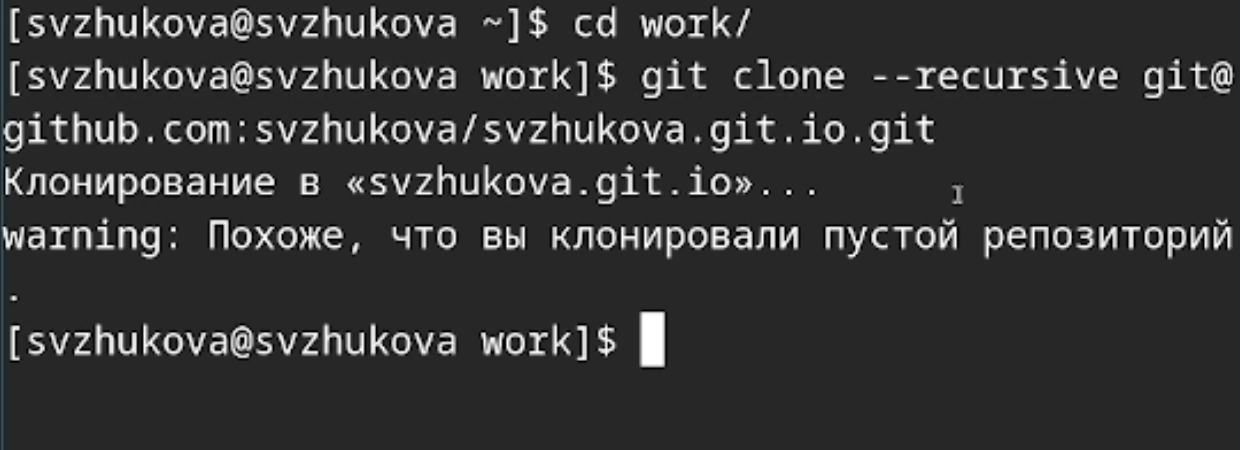 [svzhukova@svzhukova ~]$ cd work/
[svzhukova@svzhukova work]$ git clone --recursive git@
github.com:svzhukova/svzhukova.git.io.git
Клонирование в «svzhukova.git.io»...
warning: Похоже, что вы клонировали пустой репозиторий
.
[svzhukova@svzhukova work]$